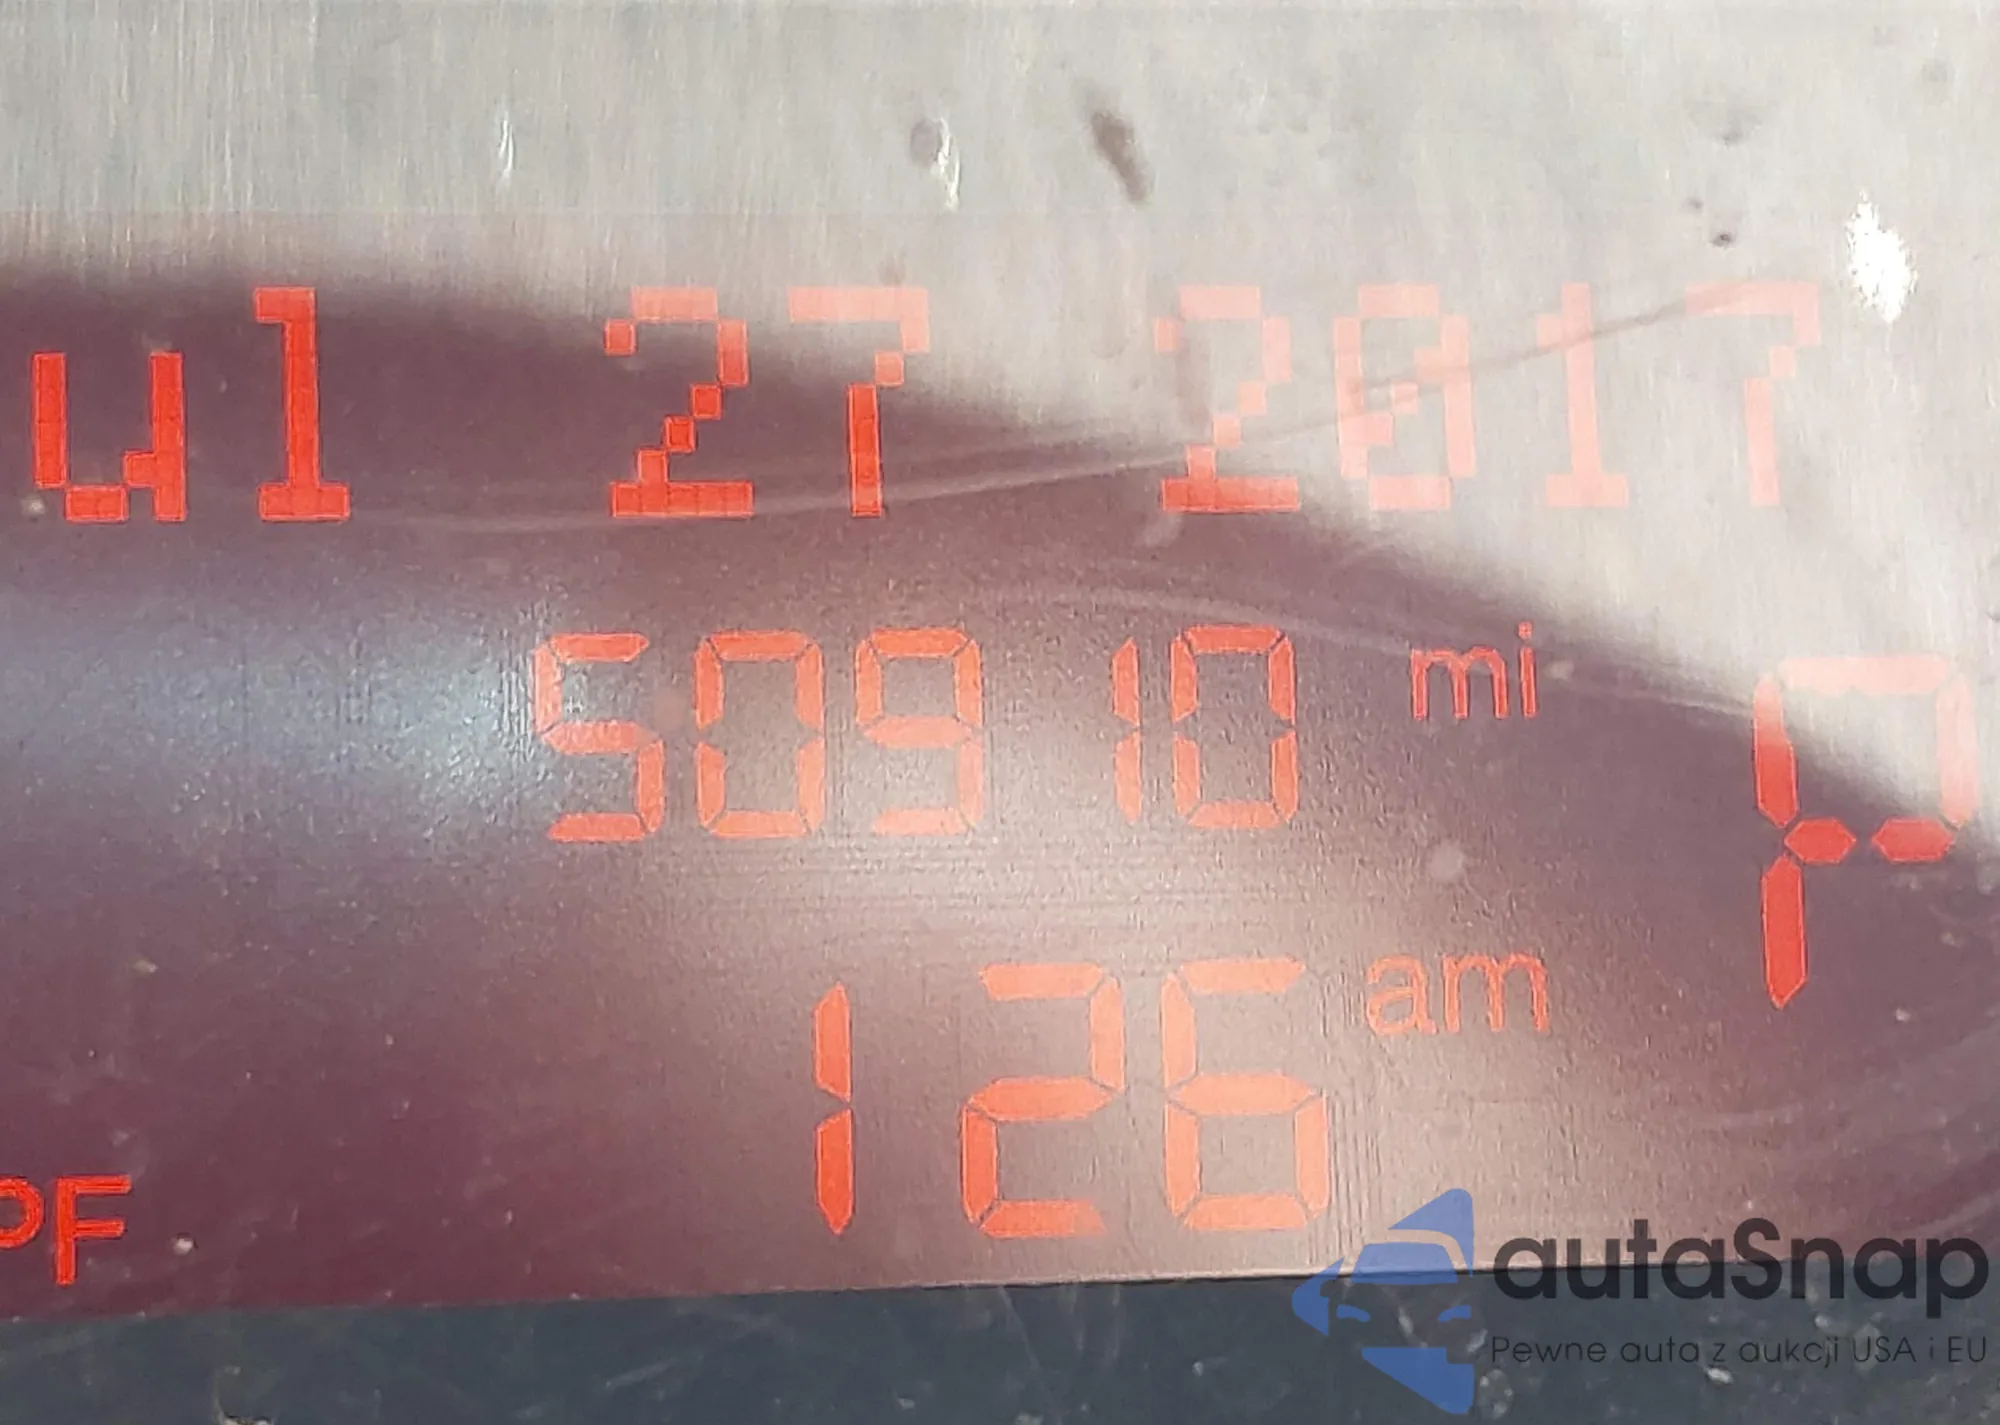 ul 27 2017
50910 mi
P
126 am
PF
autaSnap
Pewne auta z aukcji USA i EU